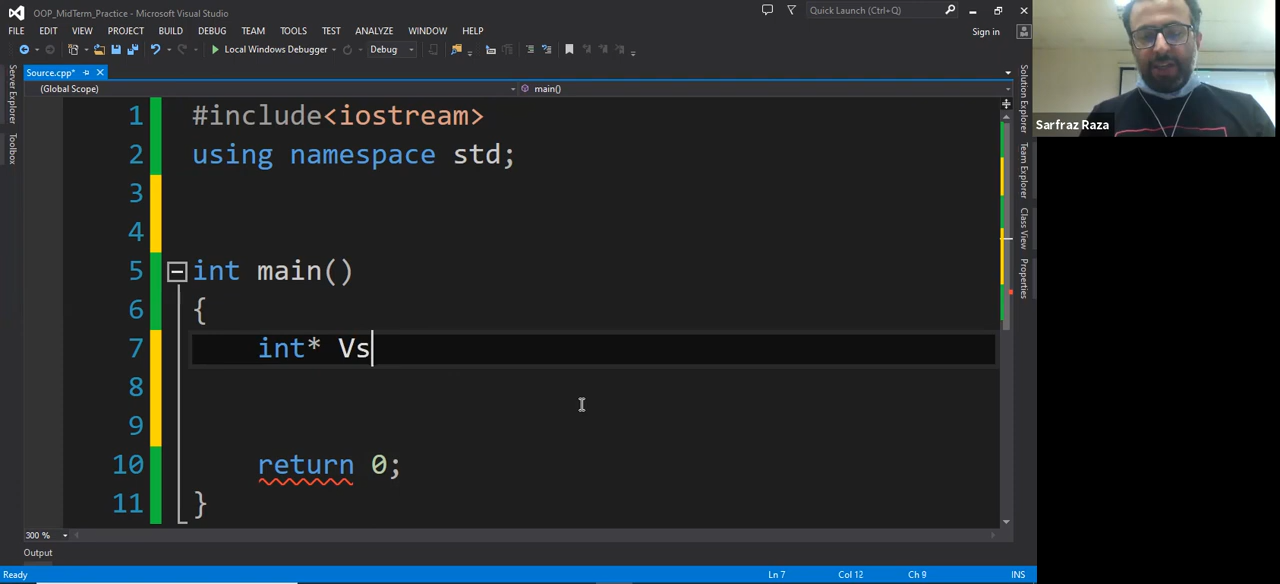 OOP_MidTerm_Practice - Microsoft Visual Studio
Quick Launch (Ctrl+Q)
FILE EDIT VIEW PROJECT BUILD DEBUG TEAM TOOLS TEST ANALYZE WINDOW HELP
Sign in
Local Windows Debugger
Debug
Source.cpp*
(Global Scope)
main()
1 #include<iostream>
2 using namespace std;
3
4
5 int main()
6 {
7 int* Vs
8
9
10 return 0;
11 }
300 %
Output
Ready
Ln 7
Col 12
Ch 9
INS
Server Explorer
Toolbox
Solution Explorer
Team Explorer
Class View
Properties
Sarfraz Raza